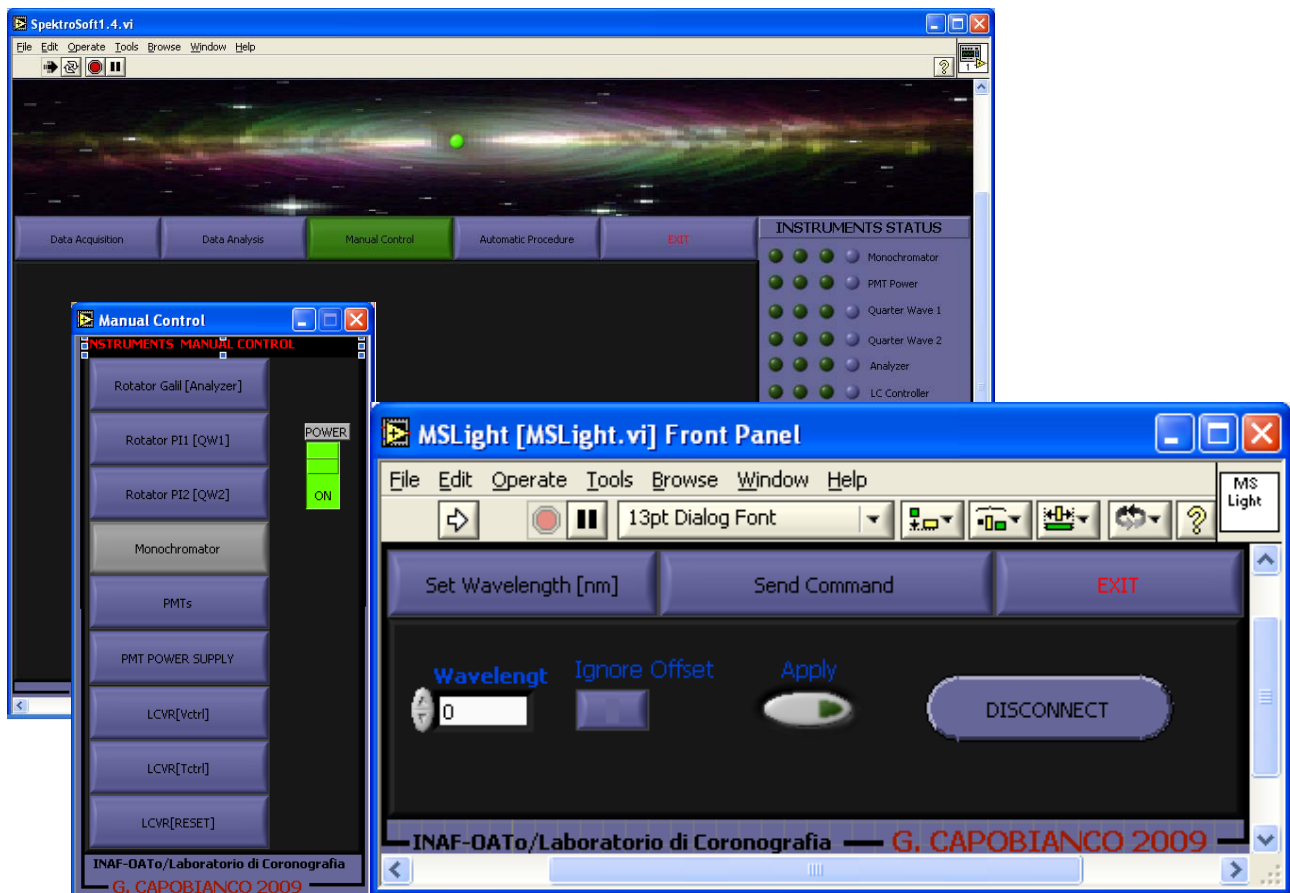 SpektroSoft1.4.vi
File Edit Operate Tools Browse Window Help
1
Data Acquisition Data Analysis Manual Control Automatic Procedure EXIT
INSTRUMENTS STATUS
Monochromator
PMT Power
Quarter Wave 1
Quarter Wave 2
Analyzer
LC Controller
Manual Control
NSTRUMENTS MANUAL CONTROL
Rotator Galil [Analyzer]
Rotator PI1 [QW1]
Rotator PI2 [QW2]
Monochromator
PMTs
PMT POWER SUPPLY
LCVR[Vctrl]
LCVR[Tctrl]
LCVR[RESET]
POWER
ON
INAF-OATo/Laboratorio di Coronografia
G. CAPOBIANCO 2009
MSLight [MSLight.vi] Front Panel
File Edit Operate Tools Browse Window Help
13pt Dialog Font
MS
Light
Set Wavelength [nm] Send Command EXIT
Wavelengt Ignore Offset Apply
0
DISCONNECT
INAF-OATo/Laboratorio di Coronografia G. CAPOBIANCO 2009